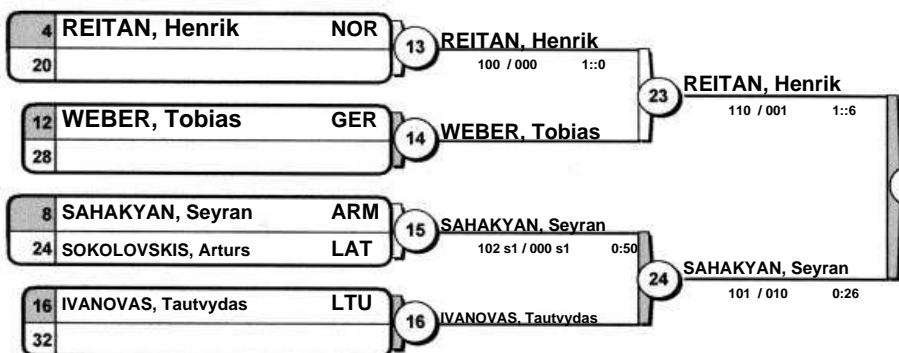 4 REITAN, Henrik NOR
20
13
REITAN, Henrik
100 / 000 1::0
12 WEBER, Tobias GER
28
14
WEBER, Tobias
23
REITAN, Henrik
110 / 001 1::6
8 SAHAKYAN, Seyran ARM
24 SOKOLOVSKIS, Arturs LAT
15
SAHAKYAN, Seyran
102 s1 / 000 s1 0:50
16 IVANOVAS, Tautvydas LTU
32
16
IVANOVAS, Tautvydas
24
SAHAKYAN, Seyran
101 / 010 0:26